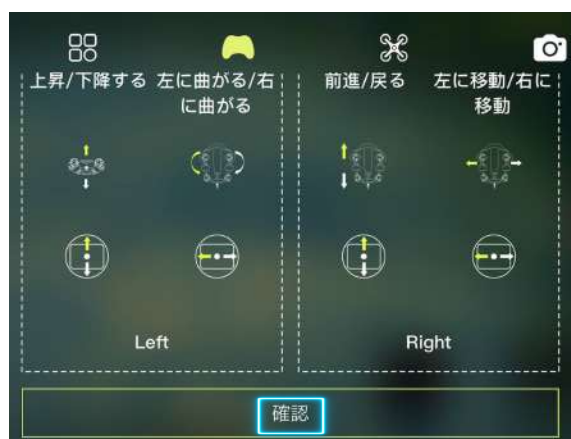 上昇/下降する
左に曲がる/右
に曲がる
前進/戻る
左に移動/右に
移動
Left
Right
確認